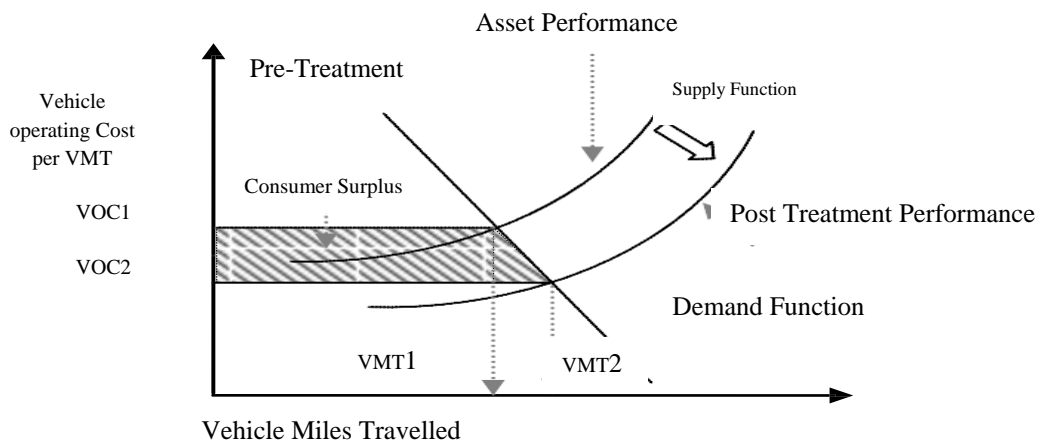 Asset Performance
Pre-Treatment
Supply Function
Vehicle
operating Cost
per VMT
Consumer Surplus
VOC1
Post Treatment Performance
VOC2
Demand Function
VMT1
VMT2
Vehicle Miles Travelled